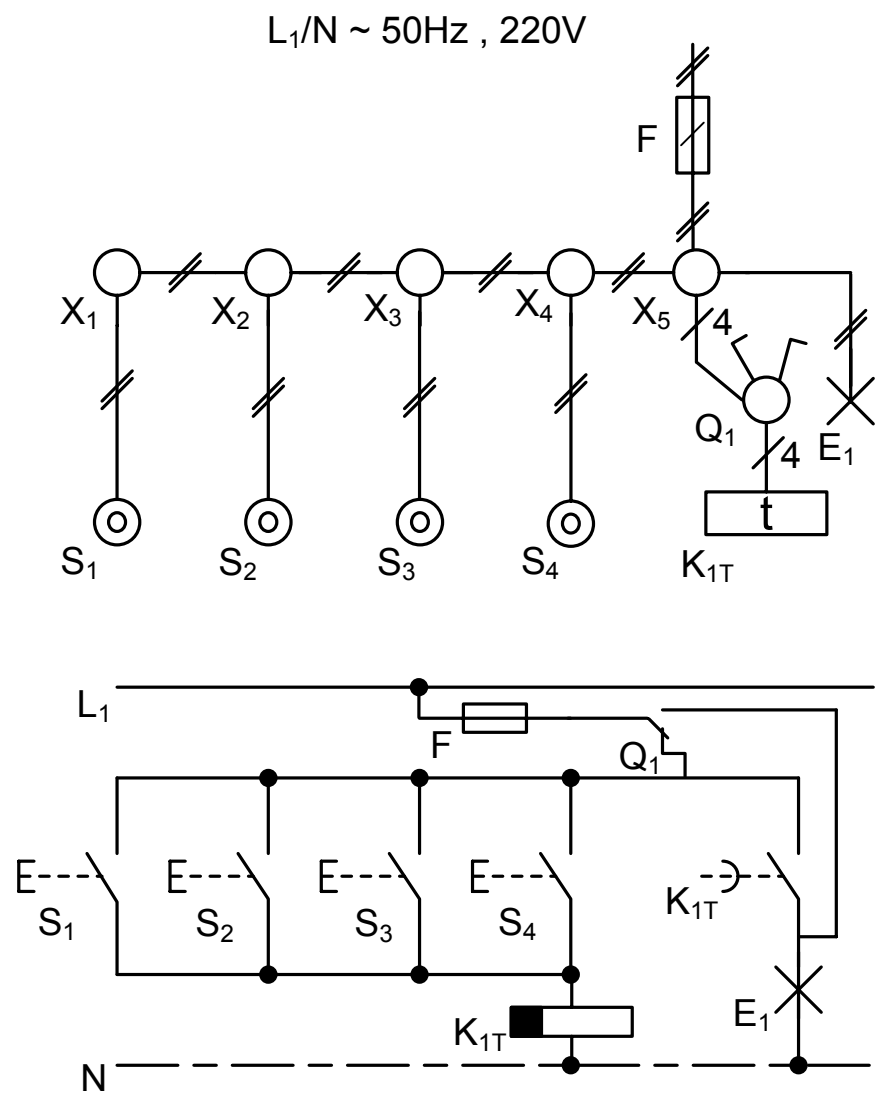 L₁/N ~ 50Hz , 220V
F
X₁ X₂ X₃ X₄ X₅ 4
Q₁ 4 E₁
t
S₁ S₂ S₃ S₄ K₁T
L₁
F Q₁
S₁ S₂ S₃ S₄ K₁T
K₁T E₁
N